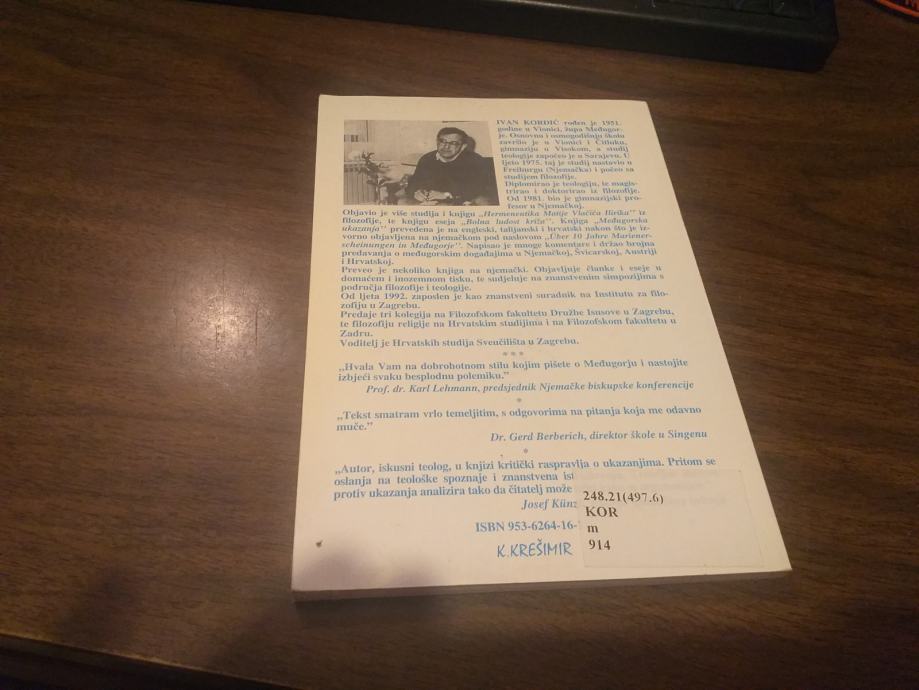 IVAN KORDIĆ rođen je 1951.
godine u Vionici, župa Međugor-
je. Osnovnu i osmogodišnju školu
završio je u Vionici i Čitluku,
gimnaziju u Visokom, a studij
teologije započeo je u Sarajevu. U
ljeto 1975. taj je studij nastavio u
Freiburgu (Njemačka) i počeo sa
studijem filozofije.
Diplomirao je teologiju, te magis-
trirao i doktorirao iz filozofije.
Od 1981. bio je gimnazijski pro-
fesor u Njemačkoj.
Objavio je više studija i knjigu „Hermeneutika Matije Vlačića Ilirika" iz
filozofije, te knjigu eseja „Bolna ludost križa". Knjiga „Međugorska
ukazanja" prevedena je na engleski, talijanski i hrvatski nakon što je iz-
vorno objavljena na njemačkom pod naslovom „Über 10 Jahre Mariener-
scheinungen in Međugorje". Napisao je mnoge komentare i držao brojna
predavanja o međugorskim događajima u Njemačkoj, Švicarskoj, Austriji
i Hrvatskoj.
Preveo je nekoliko knjiga na njemački. Objavljuje članke i eseje u
domaćem i inozemnom tisku, te sudjeluje na znanstvenim simpozijima s
područja filozofije i teologije.
Od ljeta 1992. zaposlen je kao znanstveni suradnik na Institutu za filo-
zofiju u Zagrebu.
Predaje tri kolegija na Filozofskom fakultetu Družbe Isusove u Zagrebu,
te filozofiju religije na Hrvatskim studijima i na Filozofskom fakultetu u
Zadru.
Voditelj je Hrvatskih studija Sveučilišta u Zagrebu.
***
„Hvala Vam na dobrohotnom stilu kojim pišete o Međugorju i nastojite
izbjeći svaku besplodnu polemiku."
Prof. dr. Karl Lehmann, predsjednik Njemačke biskupske konferencije
*
„Tekst smatram vrlo temeljitim, s odgovorima na pitanja koja me odavno
muče."
Dr. Gerd Berberich, direktor škole u Singenu
*
„Autor, iskusni teolog, u knjizi kritički raspravlja o ukazanjima. Pritom se
oslanja na teološke spoznaje i znanstvena
protiv ukazanja analizira tako da čitatelj može
Josef
ISBN 953-6264-16-
K. KREŠIMIR
248.21(497.6)
KOR
m
914